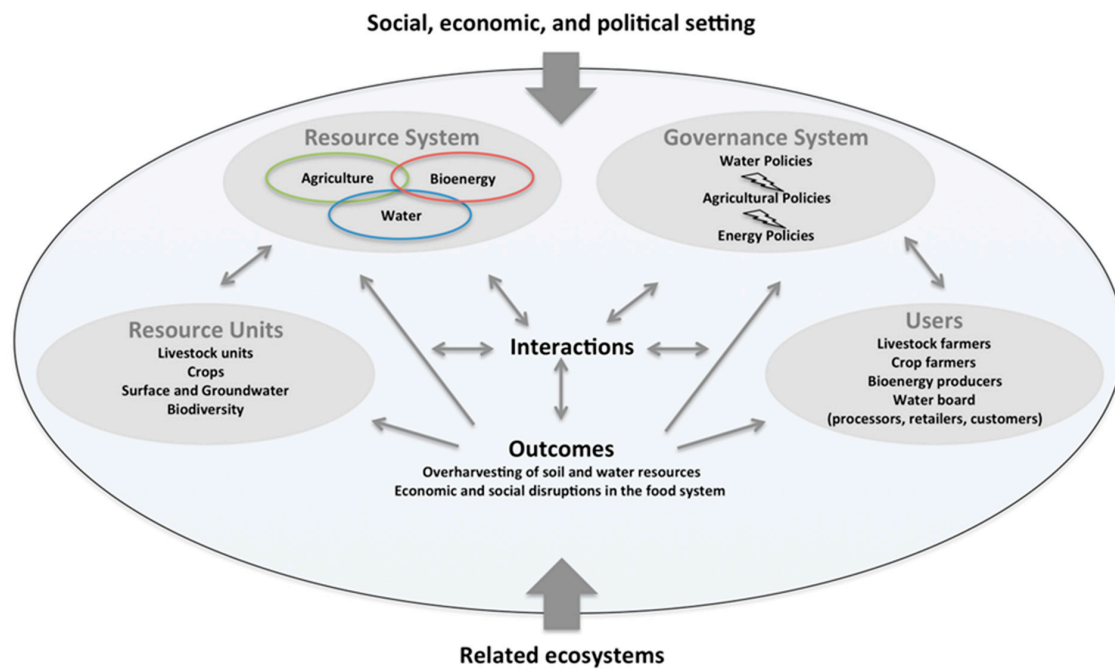 Social, economic, and political setting
Resource System
Agriculture
Bioenergy
Water
Governance System
Water Policies
Agricultural Policies
Energy Policies
Resource Units
Livestock units
Crops
Surface and Groundwater
Biodiversity
Interactions
Users
Livestock farmers
Crop farmers
Bioenergy producers
Water board
(processors, retailers, customers)
Outcomes
Overharvesting of soil and water resources
Economic and social disruptions in the food system
Related ecosystems